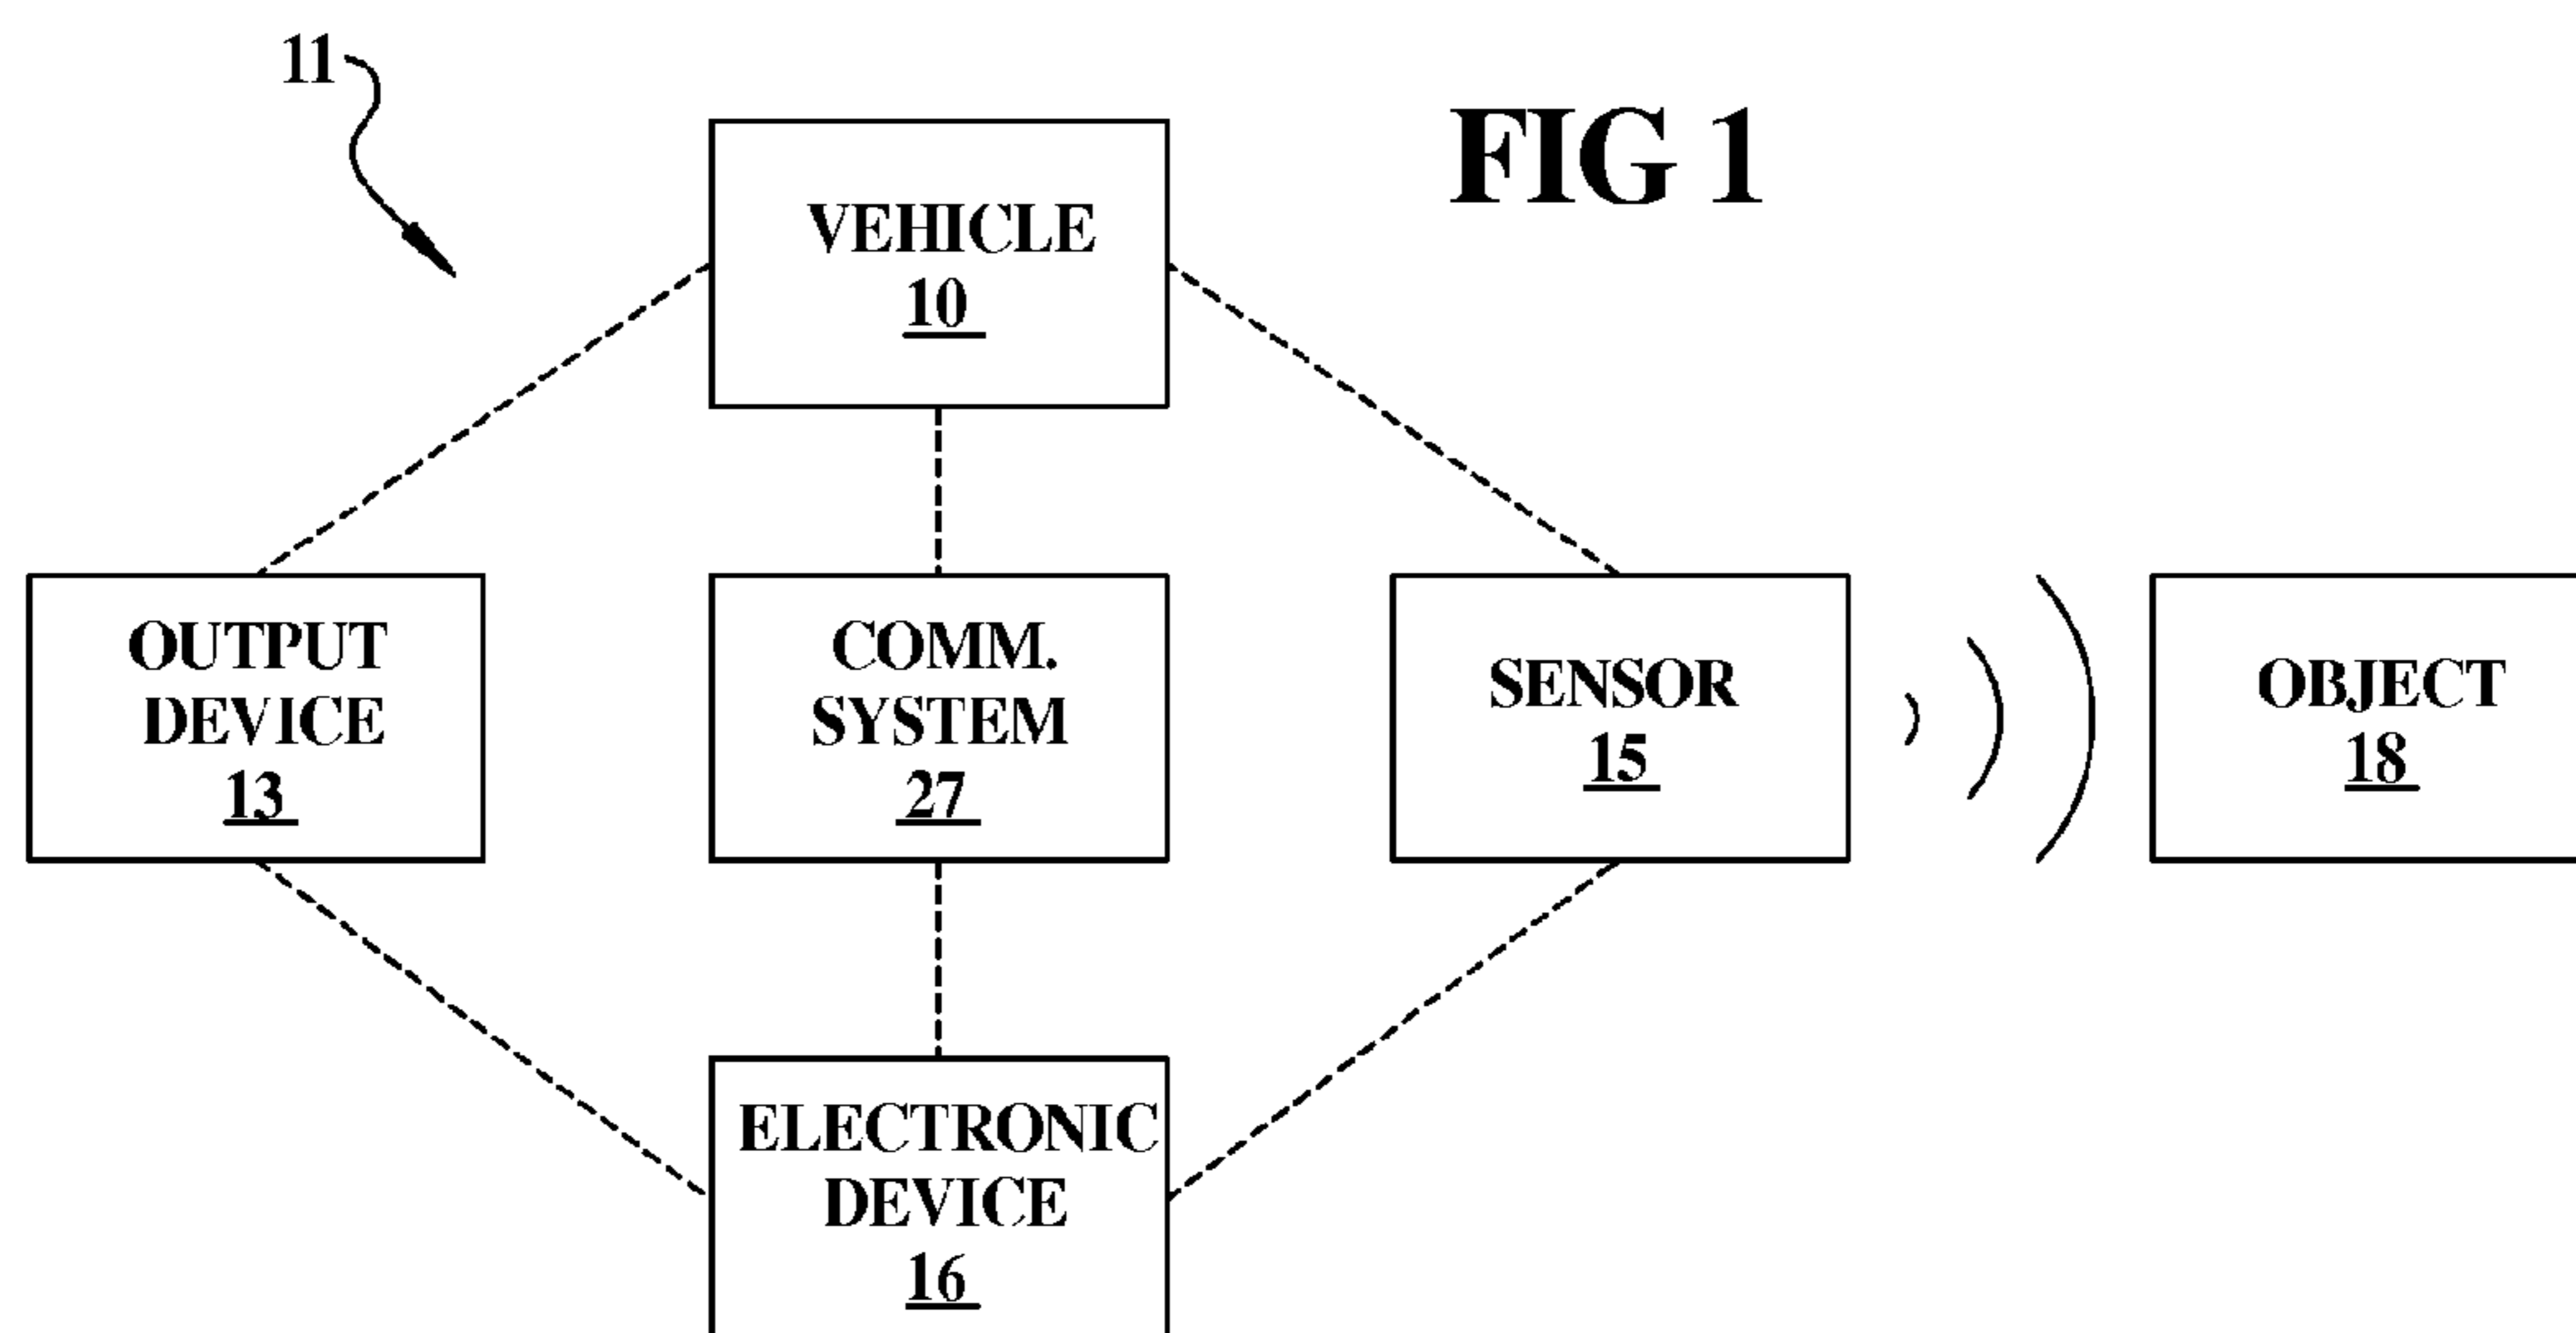 11
FIG 1
VEHICLE
10
OUTPUT
DEVICE
13
COMM.
SYSTEM
27
SENSOR
15
OBJECT
18
ELECTRONIC
DEVICE
16